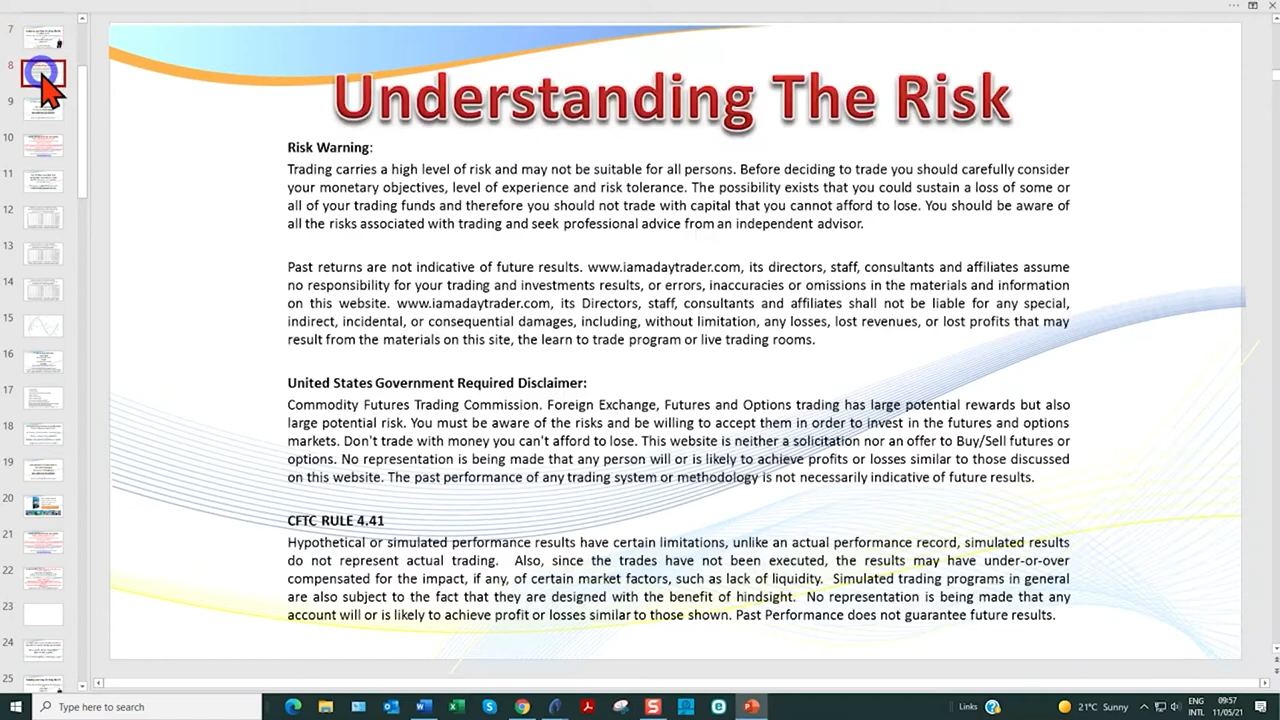 7
8
9
10
11
12
13
14
15
16
17
18
19
20
21
22
23
24
25
Understanding The Risk
Risk Warning:
Trading carries a high level of risk and may not be suitable for all persons. Before deciding to trade you should carefully consider
your monetary objectives, level of experience and risk tolerance. The possibility exists that you could sustain a loss of some or
all of your trading funds and therefore you should not trade with capital that you cannot afford to lose. You should be aware of
all the risks associated with trading and seek professional advice from an independent advisor.
Past returns are not indicative of future results. www.iamadaytrader.com, its directors, staff, consultants and affiliates assume
no responsibility for your trading and investments results, or errors, inaccuracies or omissions in the materials and information
on this website. www.iamadaytrader.com, its Directors, staff, consultants and affiliates shall not be liable for any special,
indirect, incidental, or consequential damages, including, without limitation, any losses, lost revenues, or lost profits that may
result from the materials on this site, the learn to trade program or live trading rooms.
United States Government Required Disclaimer:
Commodity Futures Trading Commission. Foreign Exchange, Futures and Options trading has large potential rewards but also
large potential risk. You must be aware of the risks and be willing to accept them in order to invest in the futures and options
markets. Don't trade with money you can't afford to lose. This website is neither a solicitation nor an offer to Buy/Sell futures or
options. No representation is being made that any person will or is likely to achieve profits or losses similar to those discussed
on this website. The past performance of any trading system or methodology is not necessarily indicative of future results.
CFTC RULE 4.41
Hypothetical or simulated performance results have certain limitations, unlike an actual performance record, simulated results
do not represent actual trading. Also, since the trades have not been executed, the results may have under-or-over
compensated for the impact, if any, of certain market factors, such as lack of liquidity. Simulated trading programs in general
are also subject to the fact that they are designed with the benefit of hindsight. No representation is being made that any
account will or is likely to achieve profit or losses similar to those shown. Past Performance does not guarantee future results.
Type here to search
Links
21°C Sunny
ENG
INTL
09:57
11/05/21